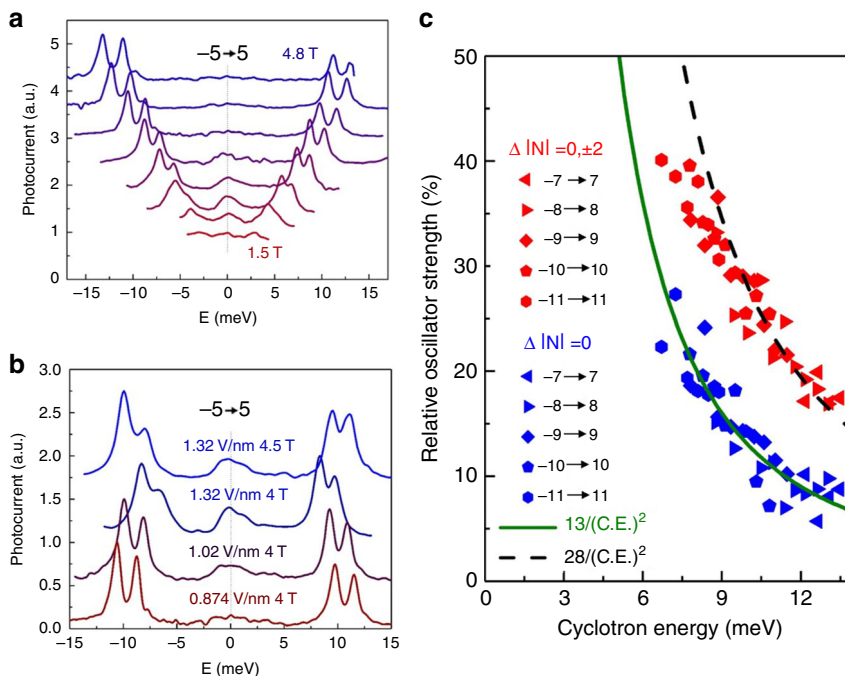 a
5
4
3
2
1
0
Photocurrent (a.u.)
−5→5
4.8 T
1.5 T
−15 −10 −5 0 5 10 15
E (meV)
b
3.0
2.5
2.0
1.5
1.0
0.5
0.0
Photocurrent (a.u.)
−5→5
1.32 V/nm 4.5 T
1.32 V/nm 4 T
1.02 V/nm 4 T
0.874 V/nm 4 T
−15 −10 −5 0 5 10 15
E (meV)
c
50
40
30
20
10
0
Relative oscillator strength (%)
Δ |N| =0,±2
−7→7
−8→8
−9→9
−10→10
−11→11
Δ |N| =0
−7→7
−8→8
−9→9
−10→10
−11→11
13/(C.E.)²
28/(C.E.)²
0 3 6 9 12
Cyclotron energy (meV)